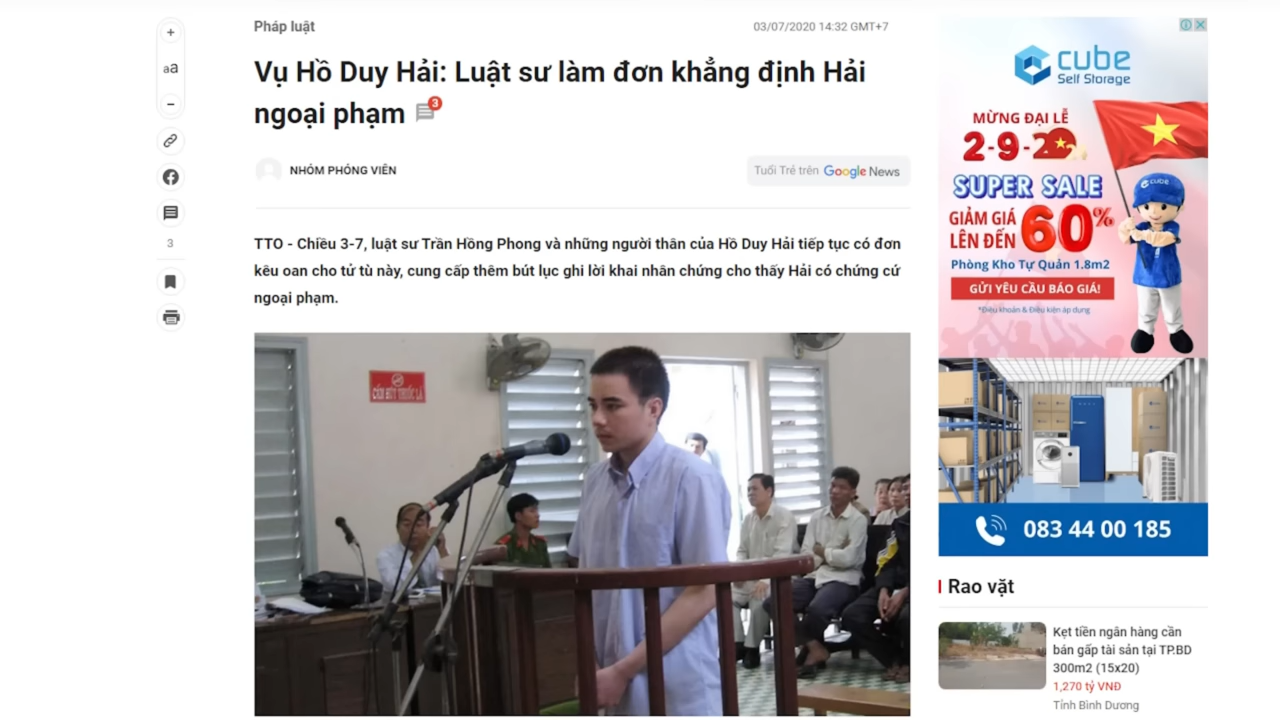 Pháp luật
03/07/2020 14:32 GMT+7
Vụ Hồ Duy Hải: Luật sư làm đơn khẳng định Hải
ngoại phạm
3
aA
NHÓM PHÓNG VIÊN
Tuổi Trẻ trên Google News
3
TTO - Chiều 3-7, luật sư Trần Hồng Phong và những người thân của Hồ Duy Hải tiếp tục có đơn
kêu oan cho tử tù này, cung cấp thêm bút lục ghi lời khai nhân chứng cho thấy Hải có chứng cứ
ngoại phạm.
CẤM HÚT THUỐC LÁ
cube
Self Storage
MỪNG ĐẠI LỄ
2-9-2
SUPER SALE
GIẢM GIÁ
LÊN ĐẾN 60%
Phòng Kho Tự Quản 1.8m2
GỬI YÊU CẦU BÁO GIÁ!
*Điều khoản & Điều kiện áp dụng
cube
083 44 00 185
Rao vặt
Kẹt tiền ngân hàng cần
bán gấp tài sản tại TP.BD
300m2 (15x20)
1,270 tỷ VNĐ
Tỉnh Bình Dương